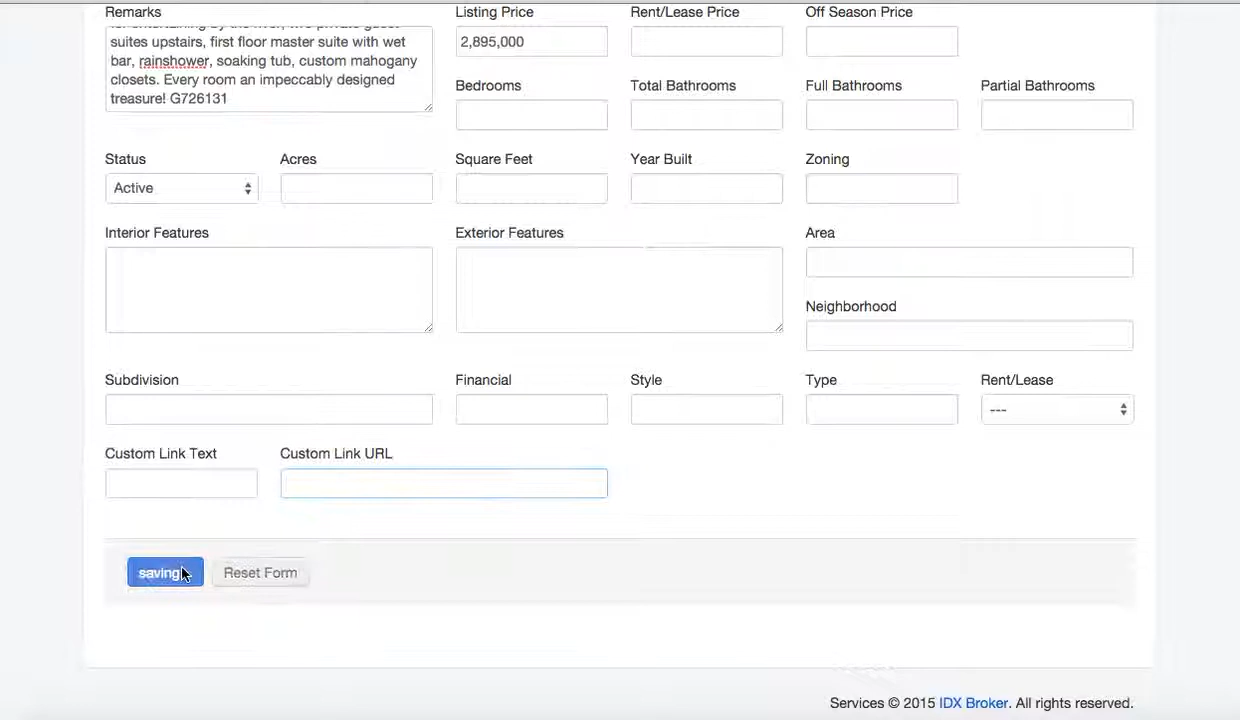 Remarks
Listing Price
Rent/Lease Price
Off Season Price
suites upstairs, first floor master suite with wet
bar, rainshower, soaking tub, custom mahogany
closets. Every room an impeccably designed
treasure! G726131
2,895,000
Bedrooms
Total Bathrooms
Full Bathrooms
Partial Bathrooms
Status
Acres
Square Feet
Year Built
Zoning
Active
Interior Features
Exterior Features
Area
Neighborhood
Subdivision
Financial
Style
Type
Rent/Lease
---
Custom Link Text
Custom Link URL
saving
Reset Form
Services © 2015 IDX Broker. All rights reserved.